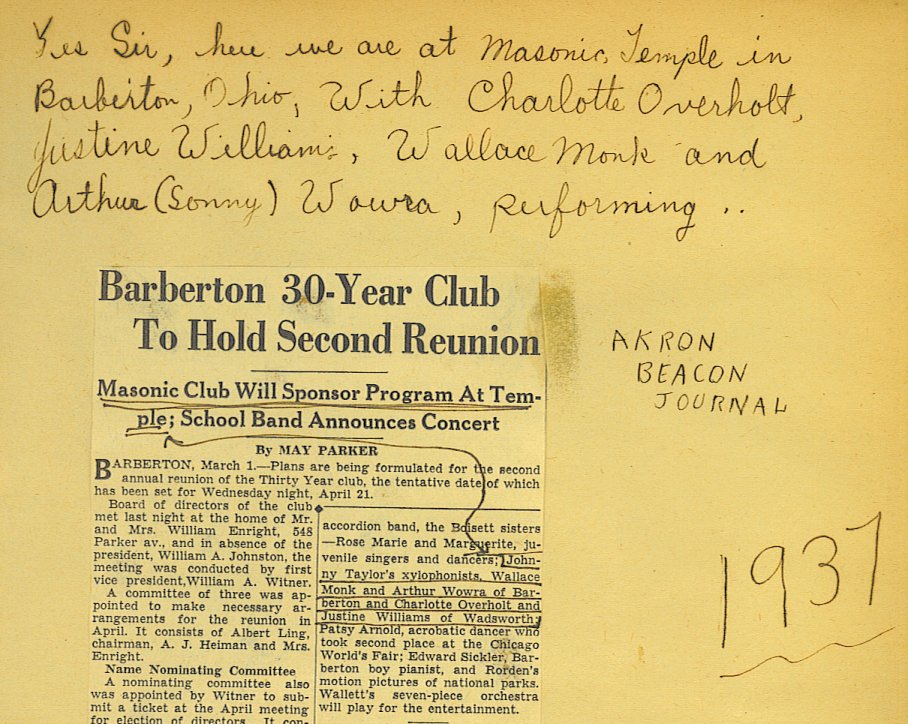 Yes Sir, here we are at Masonic Temple in
Barberton, Ohio, With Charlotte Overholt,
Justine Williams, Wallace Monk and
Arthur (Sonny) Wowra, performing ..
Barberton 30-Year Club
To Hold Second Reunion
Masonic Club Will Sponsor Program At Tem-
ple; School Band Announces Concert
By MAY PARKER
BARBERTON, March 1.—Plans are being formulated for the second
annual reunion of the Thirty Year club, the tentative date of which
has been set for Wednesday night, April 21.
Board of directors of the club
met last night at the home of Mr.
and Mrs. William Enright, 548
Parker av., and in absence of the
president, William A. Johnston, the
meeting was conducted by first
vice president,William A. Witner.
A committee of three was ap-
pointed to make necessary ar-
rangements for the reunion in
April. It consists of Albert Ling,
chairman, A. J. Heiman and Mrs.
Enright.
Name Nominating Committee
A nominating committee also
was appointed by Witner to sub-
mit a ticket at the April meeting
for election of directors. It con-
accordion band, the Boisett sisters
—Rose Marie and Marguerite, ju-
venile singers and dancers; John-
ny Taylor's xylophonists, Wallace
Monk and Arthur Wowra of Bar-
berton and Charlotte Overholt and
Justine Williams of Wadsworth;
Patsy Arnold, acrobatic dancer who
took second place at the Chicago
World's Fair; Edward Sickler, Bar-
berton boy pianist, and Rorden's
motion pictures of national parks.
Wallett's seven-piece orchestra
will play for the entertainment.
AKRON
BEACON
JOURNAL
1937